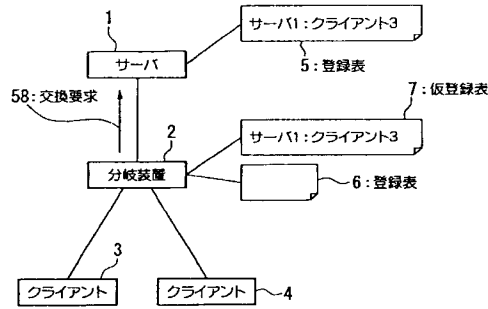 1
サーバ
サーバ1:クライアント3
5:登録表
58:交換要求
7:仮登録表
2
サーバ1:クライアント3
分岐装置
6:登録表
3
クライアント
クライアント
4